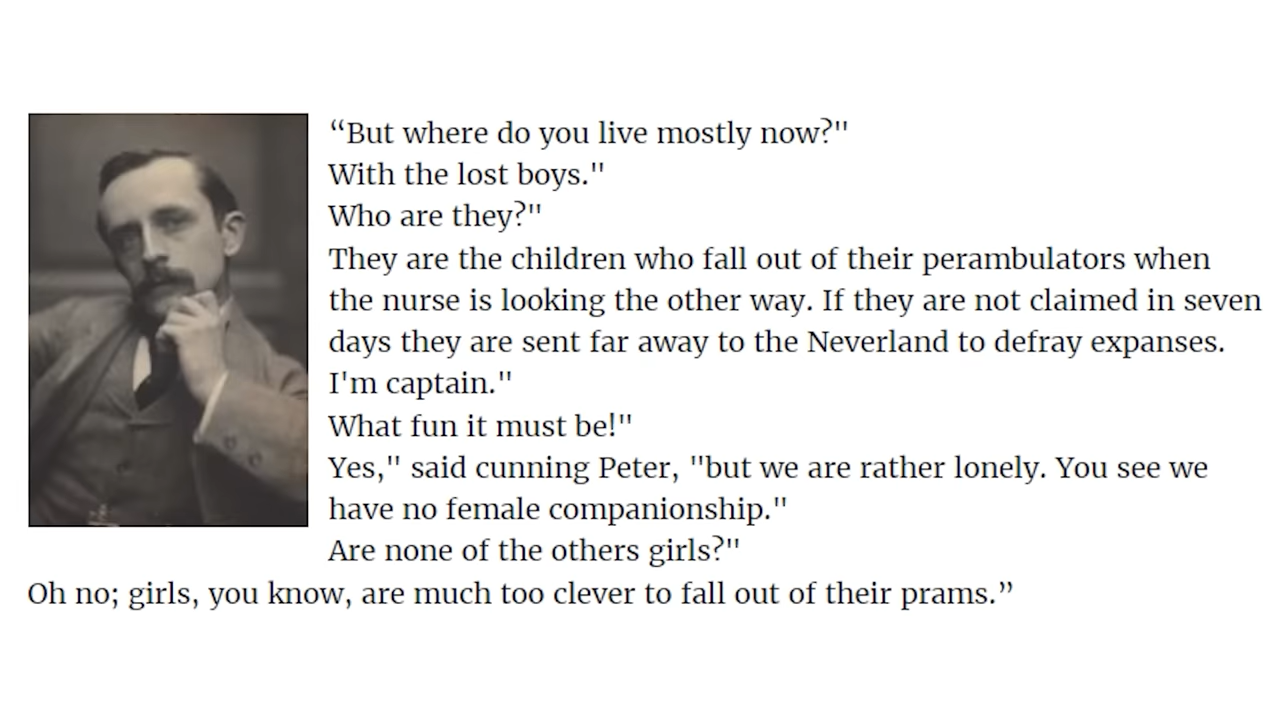 “But where do you live mostly now?"
With the lost boys."
Who are they?"
They are the children who fall out of their perambulators when
the nurse is looking the other way. If they are not claimed in seven
days they are sent far away to the Neverland to defray expanses.
I'm captain."
What fun it must be!"
Yes," said cunning Peter, "but we are rather lonely. You see we
have no female companionship."
Are none of the others girls?"
Oh no; girls, you know, are much too clever to fall out of their prams.”